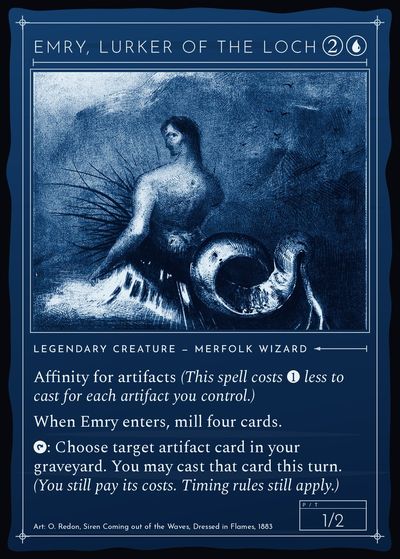 EMRY, LURKER OF THE LOCH 2
LEGENDARY CREATURE – MERFOLK WIZARD
Affinity for artifacts (This spell costs 1 less to
cast for each artifact you control.)
When Emry enters, mill four cards.
: Choose target artifact card in your
graveyard. You may cast that card this turn.
(You still pay its costs. Timing rules still apply.)
P / T
1/2
Art: O. Redon, Siren Coming out of the Waves, Dressed in Flames, 1883